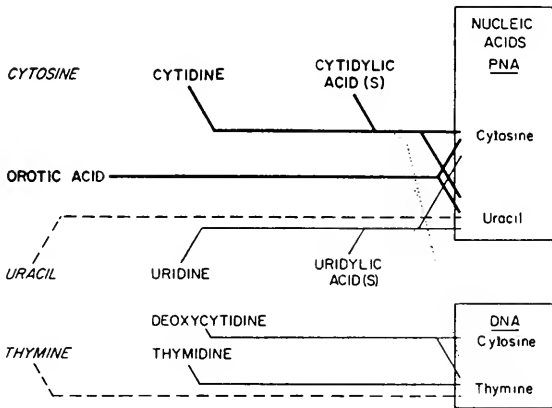 NUCLEIC
ACIDS
PNA
CYTOSINE
CYTIDINE
CYTIDYLIC
ACID (S)
Cytosine
OROTIC ACID
Uracil
URACIL
URIDINE
URIDYLIC
ACID(S)
DNA
DEOXYCYTIDINE
Cytosine
THYMINE
THYMIDINE
Thymine